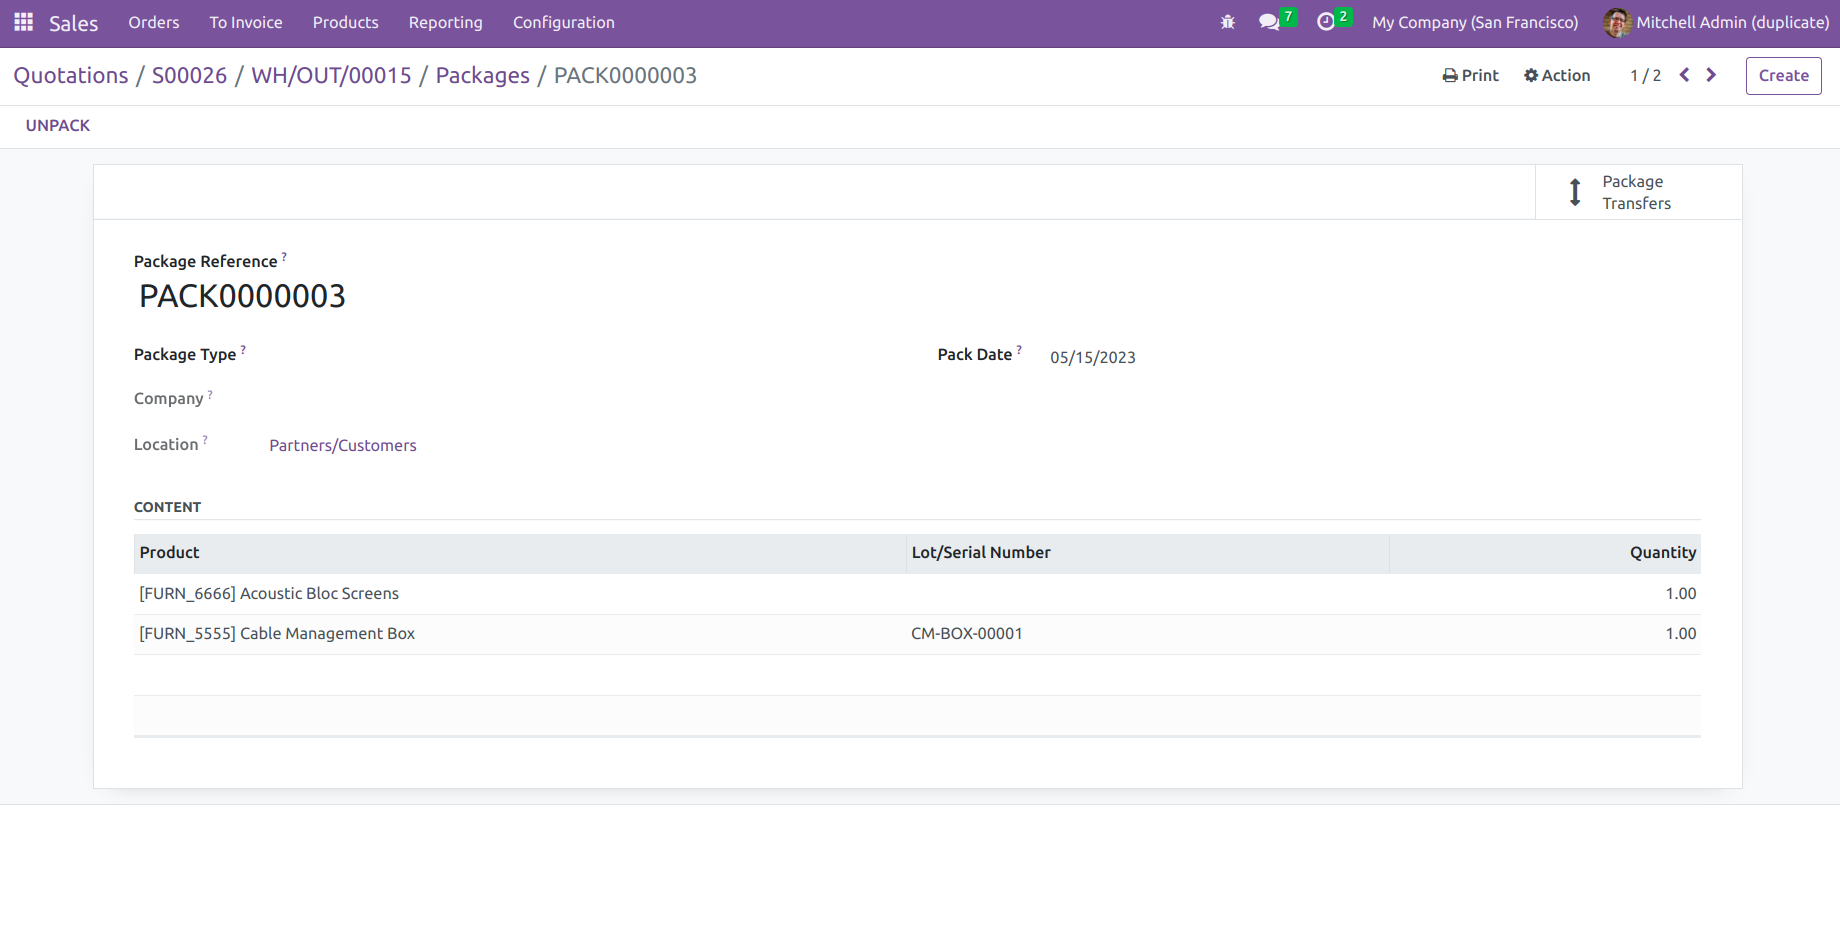 Sales Orders To Invoice Products Reporting Configuration 7 2 My Company (San Francisco) Mitchell Admin (duplicate)
Quotations / S00026 / WH/OUT/00015 / Packages / PACK0000003 Print Action 1 / 2 Create
UNPACK
Package
Transfers
Package Reference ?
PACK0000003
Package Type ? Pack Date ? 05/15/2023
Company ?
Location ? Partners/Customers
CONTENT
Product Lot/Serial Number Quantity
[FURN_6666] Acoustic Bloc Screens 1.00
[FURN_5555] Cable Management Box CM-BOX-00001 1.00